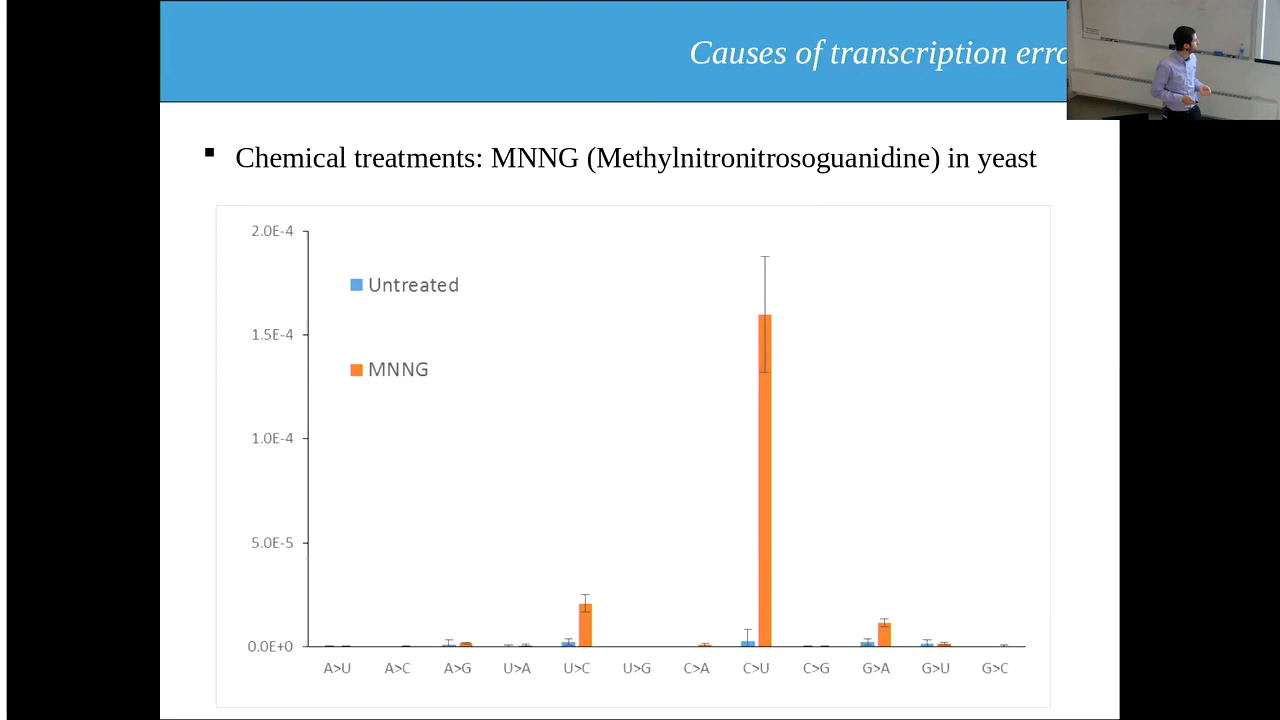 Causes of transcription erro
▪ Chemical treatments: MNNG (Methylnitronitrosoguanidine) in yeast
2.0E-4
Untreated
1.5E-4
MNNG
1.0E-4
5.0E-5
0.0E+0
A>U A>C A>G U>A U>C U>G C>A C>U C>G G>A G>U G>C